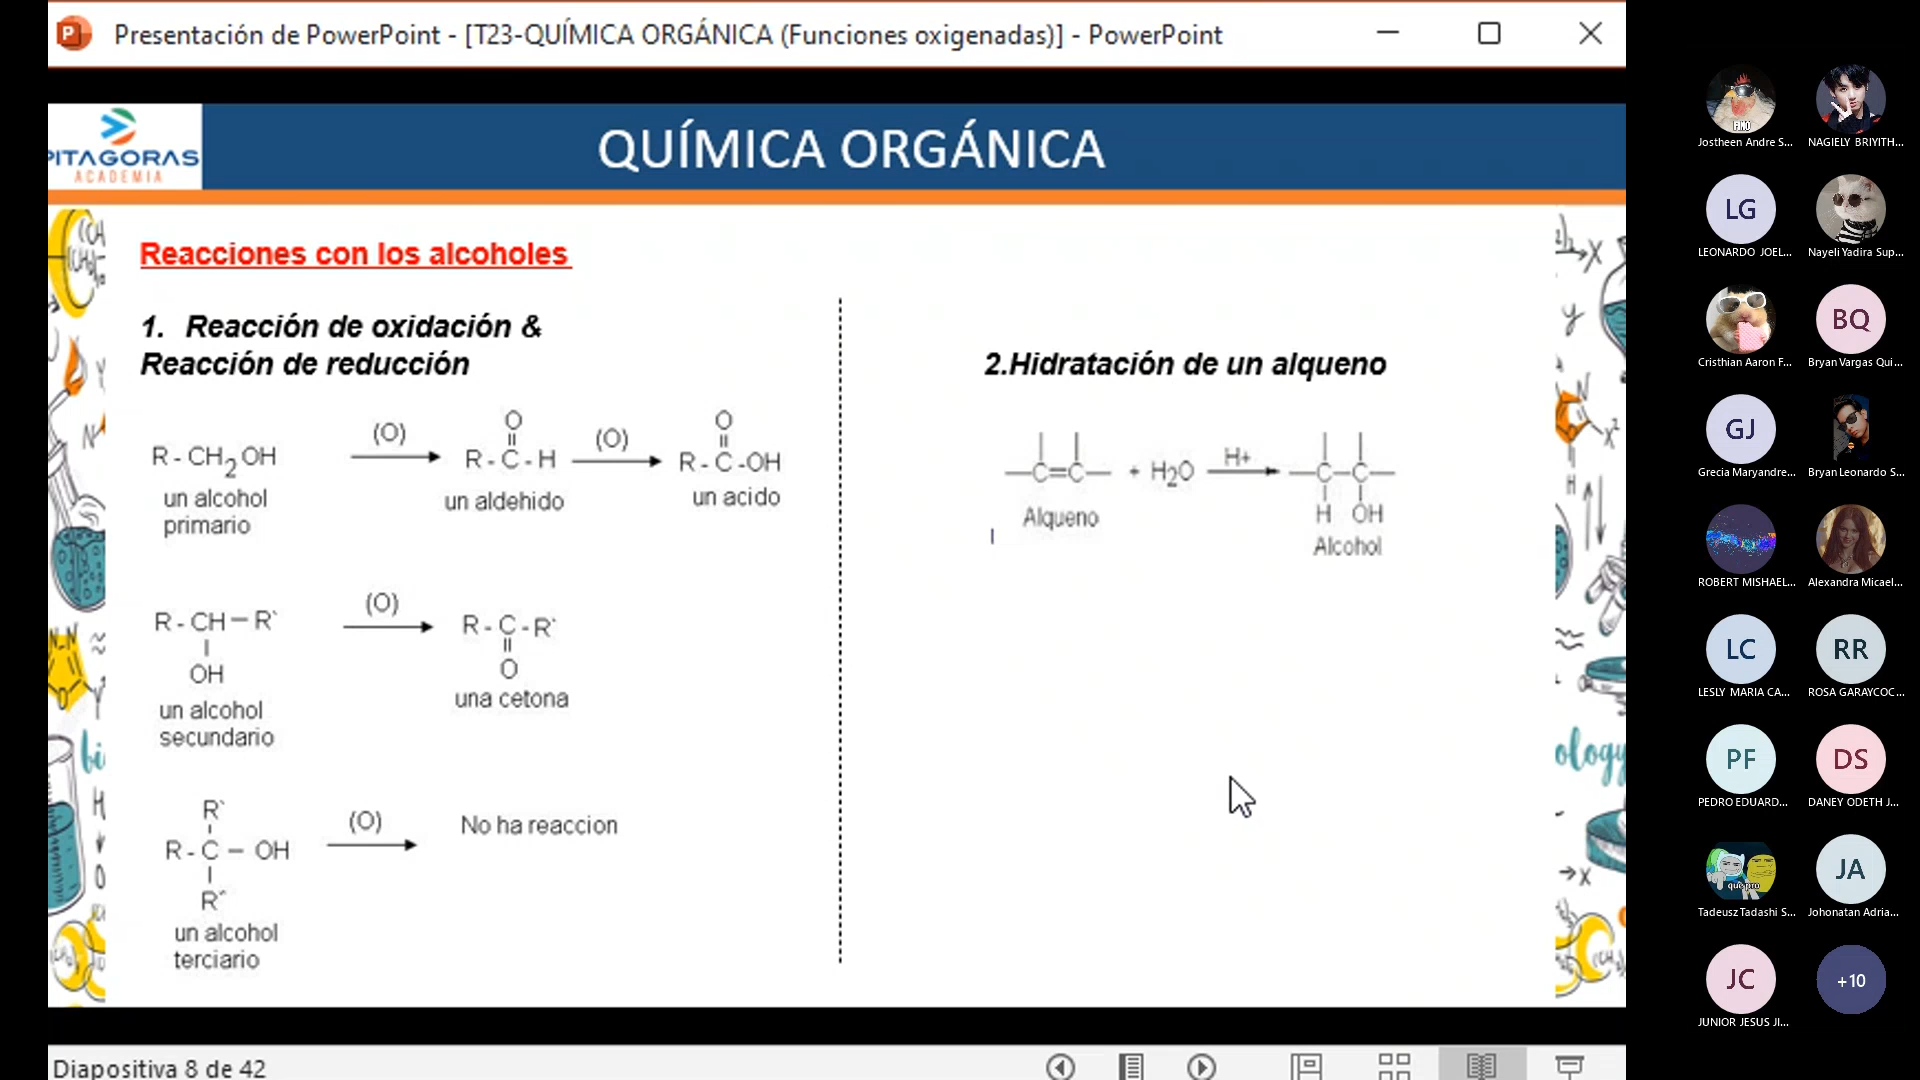 Presentación de PowerPoint - [T23-QUÍMICA ORGÁNICA (Funciones oxigenadas)] - PowerPoint
PITAGORAS
ACADEMIA
QUÍMICA ORGÁNICA
Reacciones con los alcoholes
1. Reacción de oxidación &
Reacción de reducción
R - CH2 OH
(O)
O
R - C - H
(O)
O
R - C - OH
un alcohol
primario
un aldehido
un acido
R - CH - R`
OH
(O)
R - C - R`
O
un alcohol
secundario
una cetona
R`
R - C - OH
R``
(O)
No ha reaccion
un alcohol
terciario
2.Hidratación de un alqueno
C=C + H2O
H+
C - C
H OH
Alqueno
Alcohol
Diapositiva 8 de 42
FINO
Jostheen Andre S...
NAGIELY BRIYITH...
LG
LEONARDO JOEL...
Nayeli Yadira Sup...
Cristhian Aaron F...
BQ
Bryan Vargas Qui...
GJ
Grecia Maryandre...
Bryan Leonardo S...
ROBERT MISHAEL...
Alexandra Micael...
LC
LESLY MARIA CA...
RR
ROSA GARAYCOC...
PF
PEDRO EDUARD...
DS
DANEY ODETH J...
que pro
Tadeusz Tadashi S...
JA
Johonatan Adria...
JC
JUNIOR JESUS JI...
+10